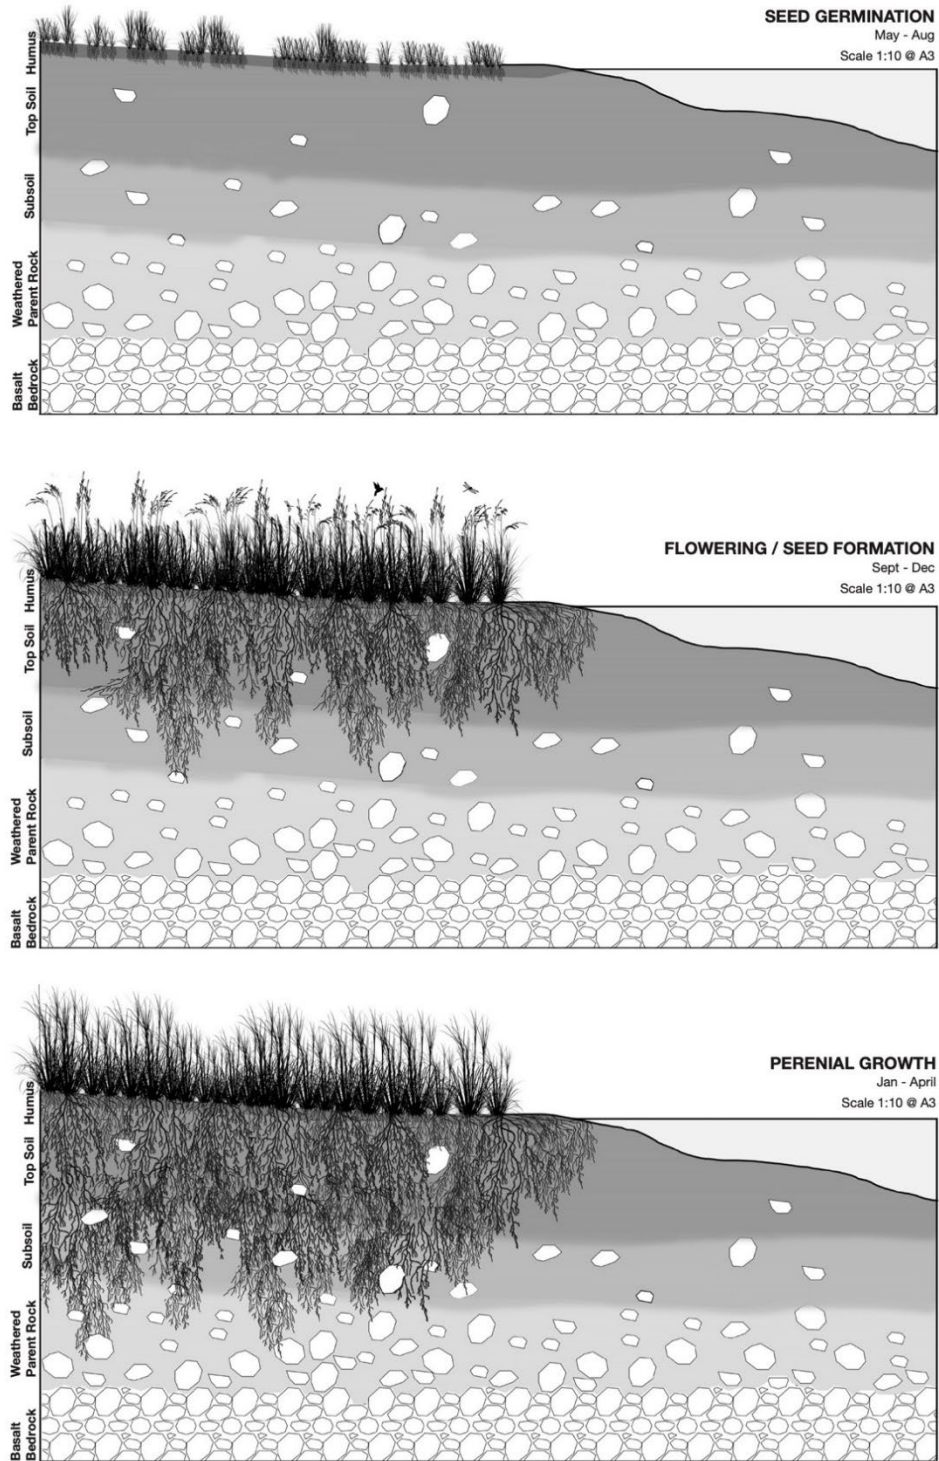 SEED GERMINATION
May - Aug
Scale 1:10 @ A3
Humus
Top Soil
Subsoil
Weathered
Parent Rock
Basalt
Bedrock
FLOWERING / SEED FORMATION
Sept - Dec
Scale 1:10 @ A3
Humus
Top Soil
Subsoil
Weathered
Parent Rock
Basalt
Bedrock
PERENIAL GROWTH
Jan - April
Scale 1:10 @ A3
Humus
Top Soil
Subsoil
Weathered
Parent Rock
Basalt
Bedrock